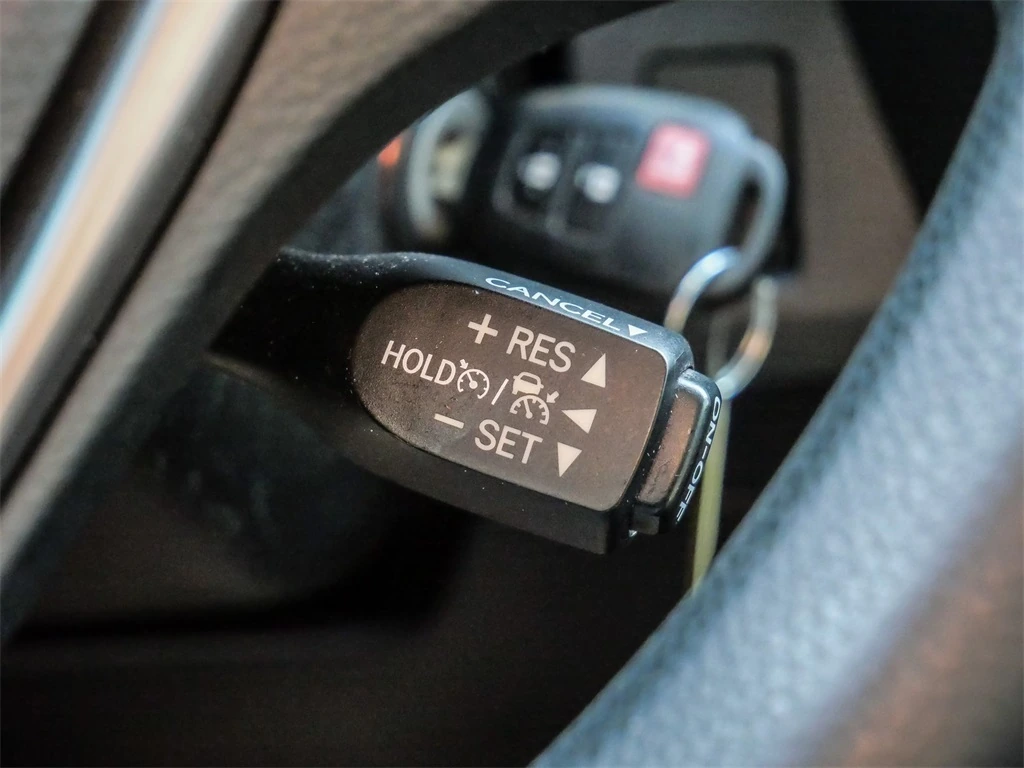 CANCEL ▼
+ RES ▲
HOLD / ◀
− SET ▼
ON-OFF